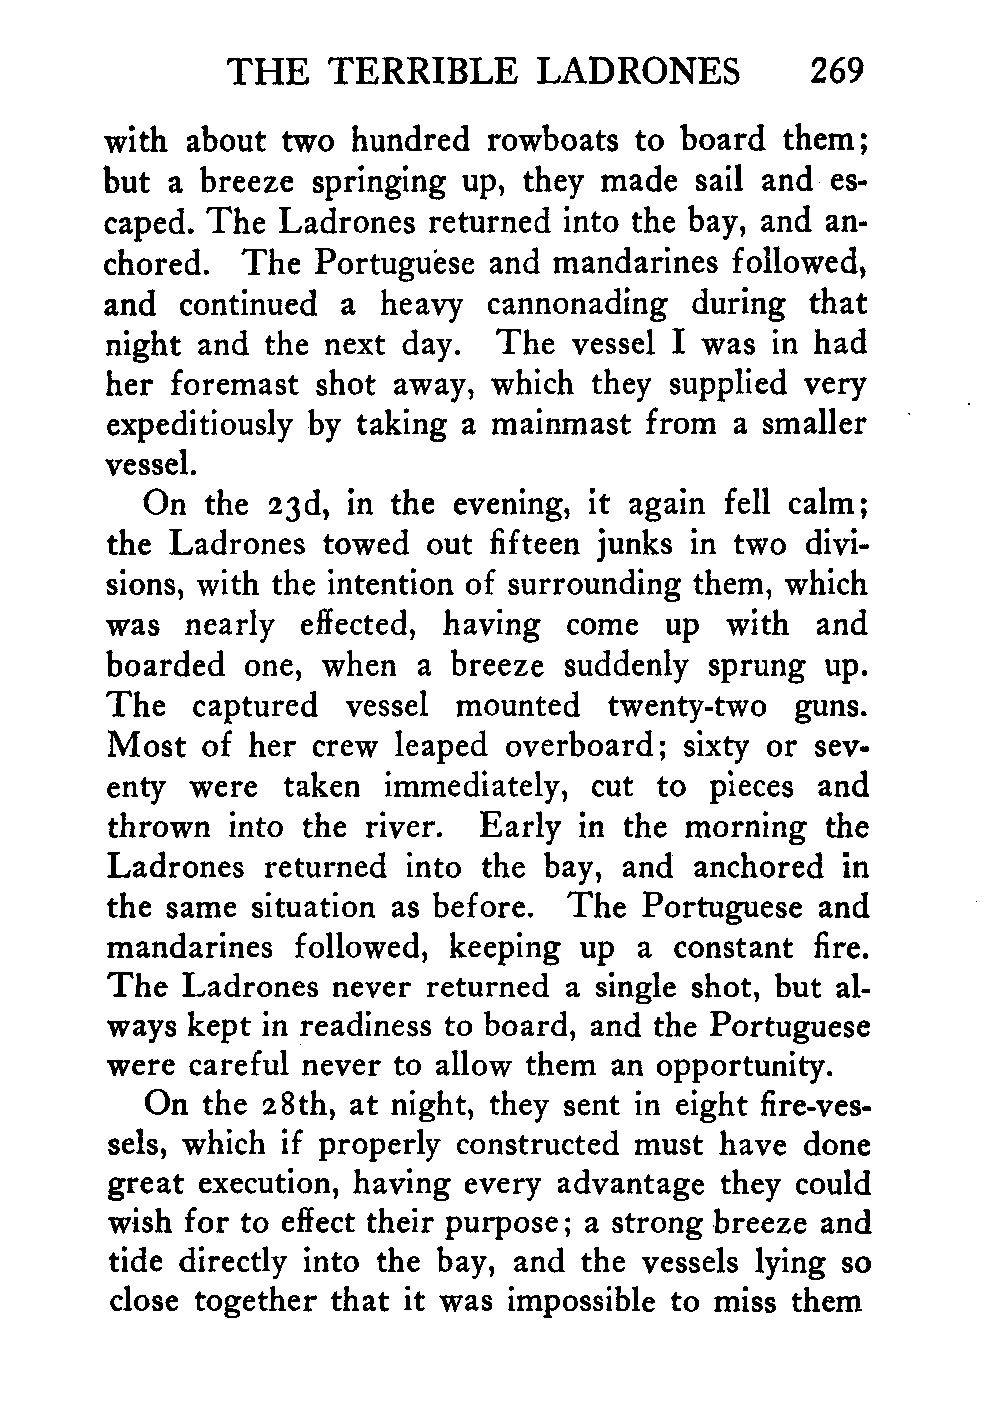 THE TERRIBLE LADRONES 269
with about two hundred rowboats to board them;
but a breeze springing up, they made sail and es-
caped. The Ladrones returned into the bay, and an-
chored. The Portuguese and mandarines followed,
and continued a heavy cannonading during that
night and the next day. The vessel I was in had
her foremast shot away, which they supplied very
expeditiously by taking a mainmast from a smaller
vessel.
On the 23d, in the evening, it again fell calm;
the Ladrones towed out fifteen junks in two divi-
sions, with the intention of surrounding them, which
was nearly effected, having come up with and
boarded one, when a breeze suddenly sprung up.
The captured vessel mounted twenty-two guns.
Most of her crew leaped overboard; sixty or sev-
enty were taken immediately, cut to pieces and
thrown into the river. Early in the morning the
Ladrones returned into the bay, and anchored in
the same situation as before. The Portuguese and
mandarines followed, keeping up a constant fire.
The Ladrones never returned a single shot, but al-
ways kept in readiness to board, and the Portuguese
were careful never to allow them an opportunity.
On the 28th, at night, they sent in eight fire-ves-
sels, which if properly constructed must have done
great execution, having every advantage they could
wish for to effect their purpose; a strong breeze and
tide directly into the bay, and the vessels lying so
close together that it was impossible to miss them